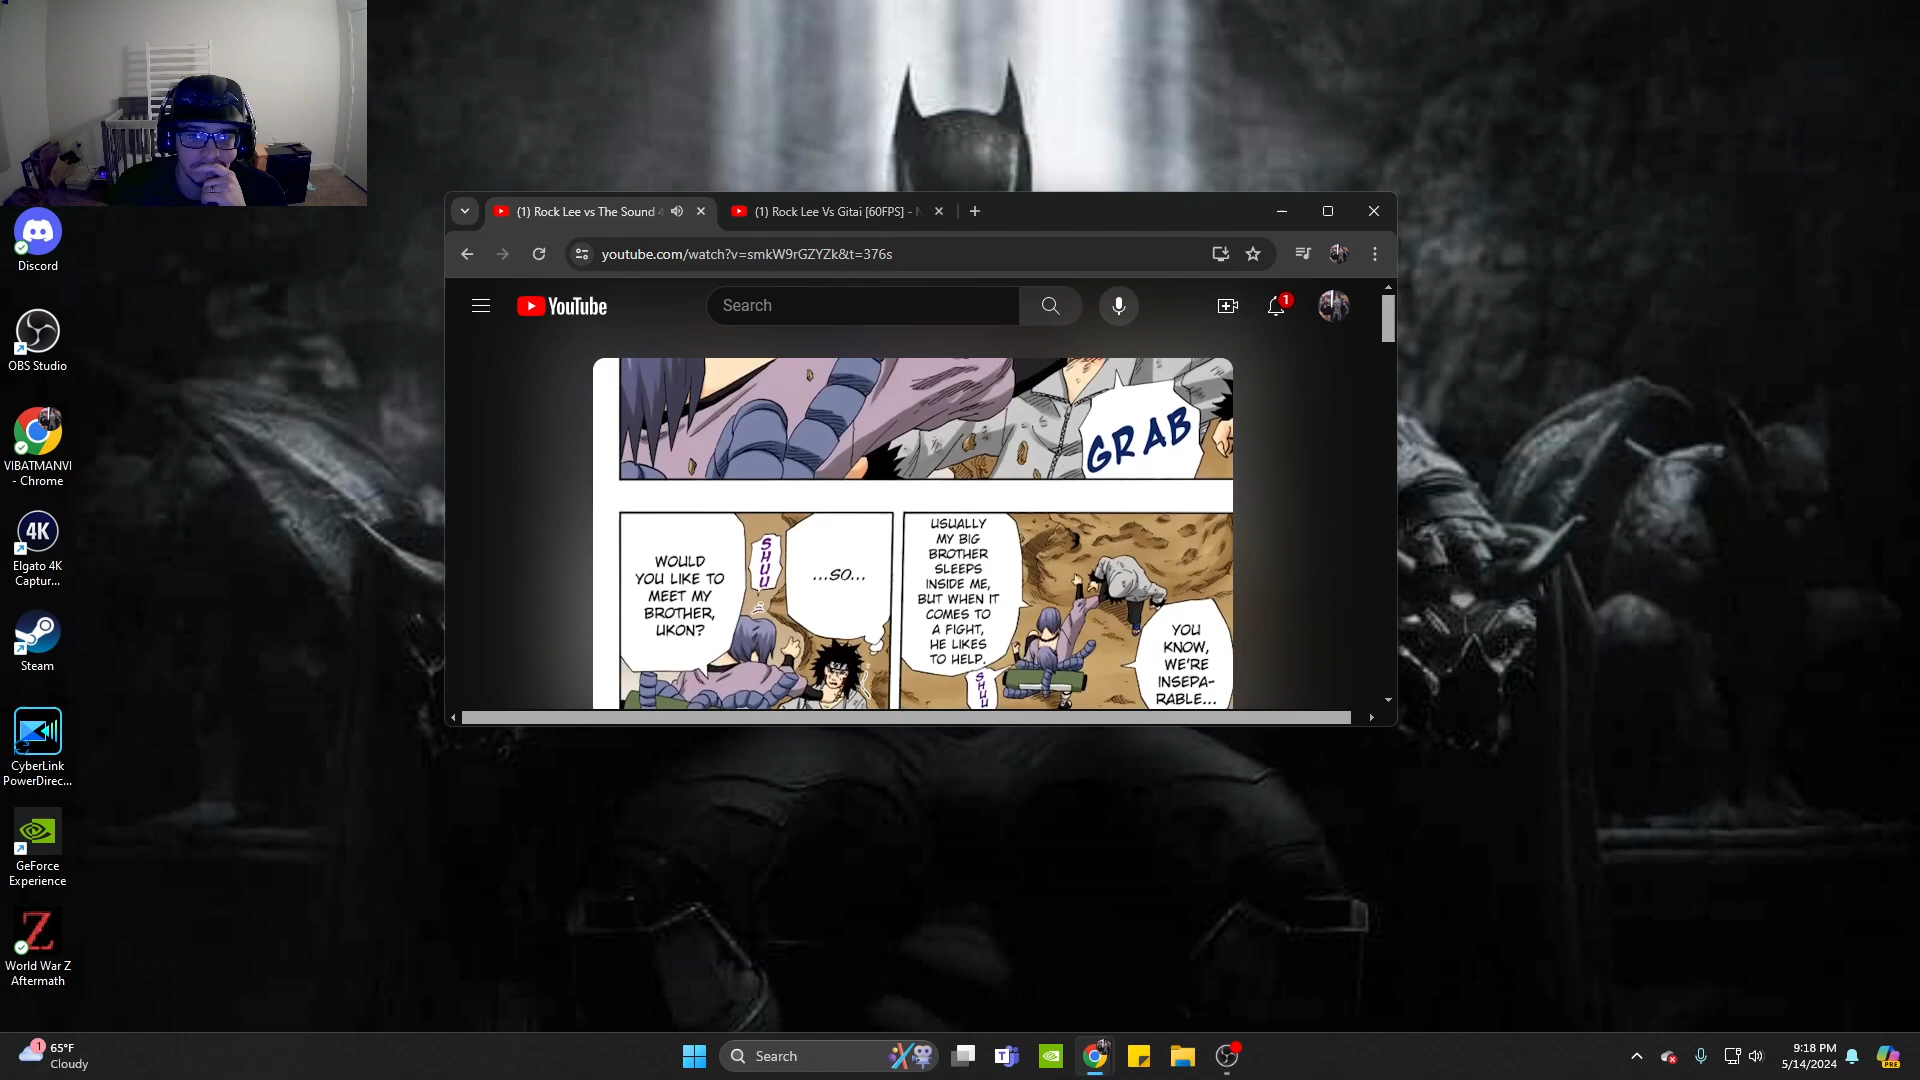 (1) Rock Lee vs The Sound 4
(1) Rock Lee Vs Gitai [60FPS] - N
youtube.com/watch?v=smkW9rGZYZk&t=376s
YouTube
Search
1
GRAB
WOULD
YOU LIKE TO
MEET MY
BROTHER,
UKON?
SHUU
...SO...
USUALLY
MY BIG
BROTHER
SLEEPS
INSIDE ME,
BUT WHEN IT
COMES TO
A FIGHT,
HE LIKES
TO HELP.
SHUU
YOU
KNOW,
WE'RE
INSEPA-
RABLE...
Discord
OBS Studio
VIBATMANVI
- Chrome
4K
Elgato 4K
Captur...
Steam
CyberLink
PowerDirec...
GeForce
Experience
Z
World War Z
Aftermath
1
65°F
Cloudy
Search
T
9:18 PM
5/14/2024
PRE